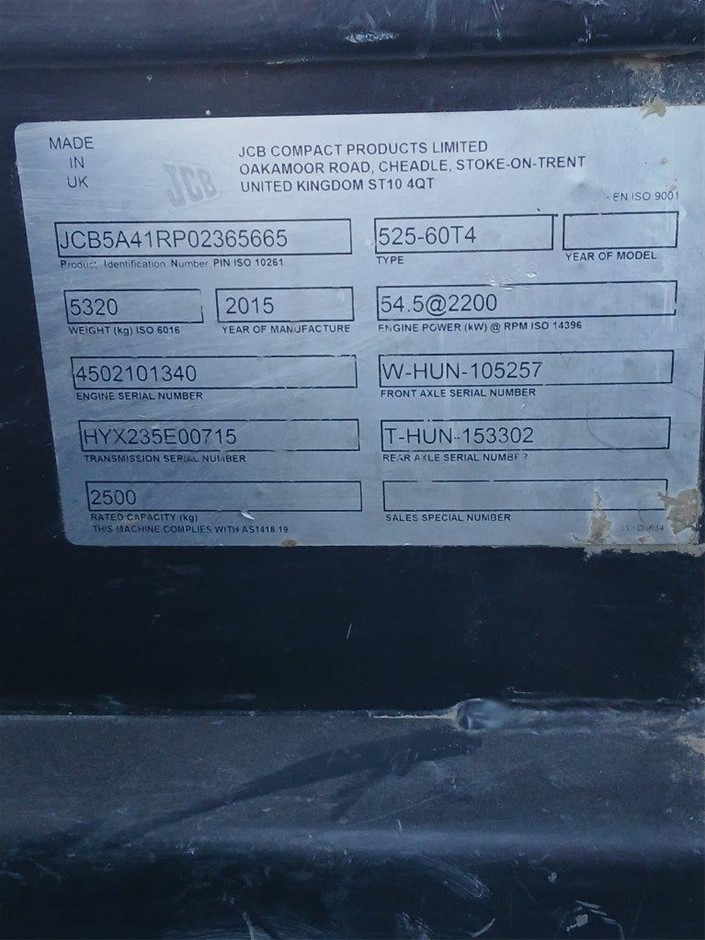 MADE
IN
UK
JCB
JCB COMPACT PRODUCTS LIMITED
OAKAMOOR ROAD, CHEADLE, STOKE-ON-TRENT
UNITED KINGDOM ST10 4QT
EN ISO 9001
JCB5A41RP02365665
Product Identification Number PIN ISO 10261
525-60T4
TYPE
YEAR OF MODEL
5320
WEIGHT (kg) ISO 6016
2015
YEAR OF MANUFACTURE
54.5@2200
ENGINE POWER (kW) @ RPM ISO 14396
4502101340
ENGINE SERIAL NUMBER
W-HUN-105257
FRONT AXLE SERIAL NUMBER
HYX235E00715
TRANSMISSION SERIAL NUMBER
T-HUN-153302
REAR AXLE SERIAL NUMBER
2500
RATED CAPACITY (kg)
THIS MACHINE COMPLIES WITH AS1418.19
SALES SPECIAL NUMBER